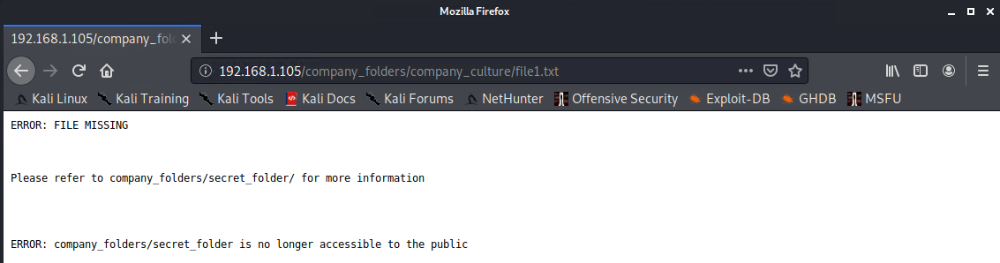 Mozilla Firefox
192.168.1.105/company_fol
192.168.1.105/company_folders/company_culture/file1.txt
Kali Linux Kali Training Kali Tools Kali Docs Kali Forums NetHunter Offensive Security Exploit-DB GHDB MSFU
ERROR: FILE MISSING
Please refer to company_folders/secret_folder/ for more information
ERROR: company_folders/secret_folder is no longer accessible to the public